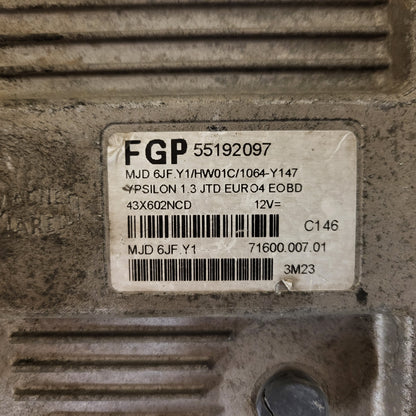 FGP 55192097
MJD 6JF.Y1/HW01C/1064-Y147
YPSILON 1.3 JTD EURO4 EOBD
43X602NCD 12V=
C146
MJD 6JF.Y1 71600.007.01
3M23